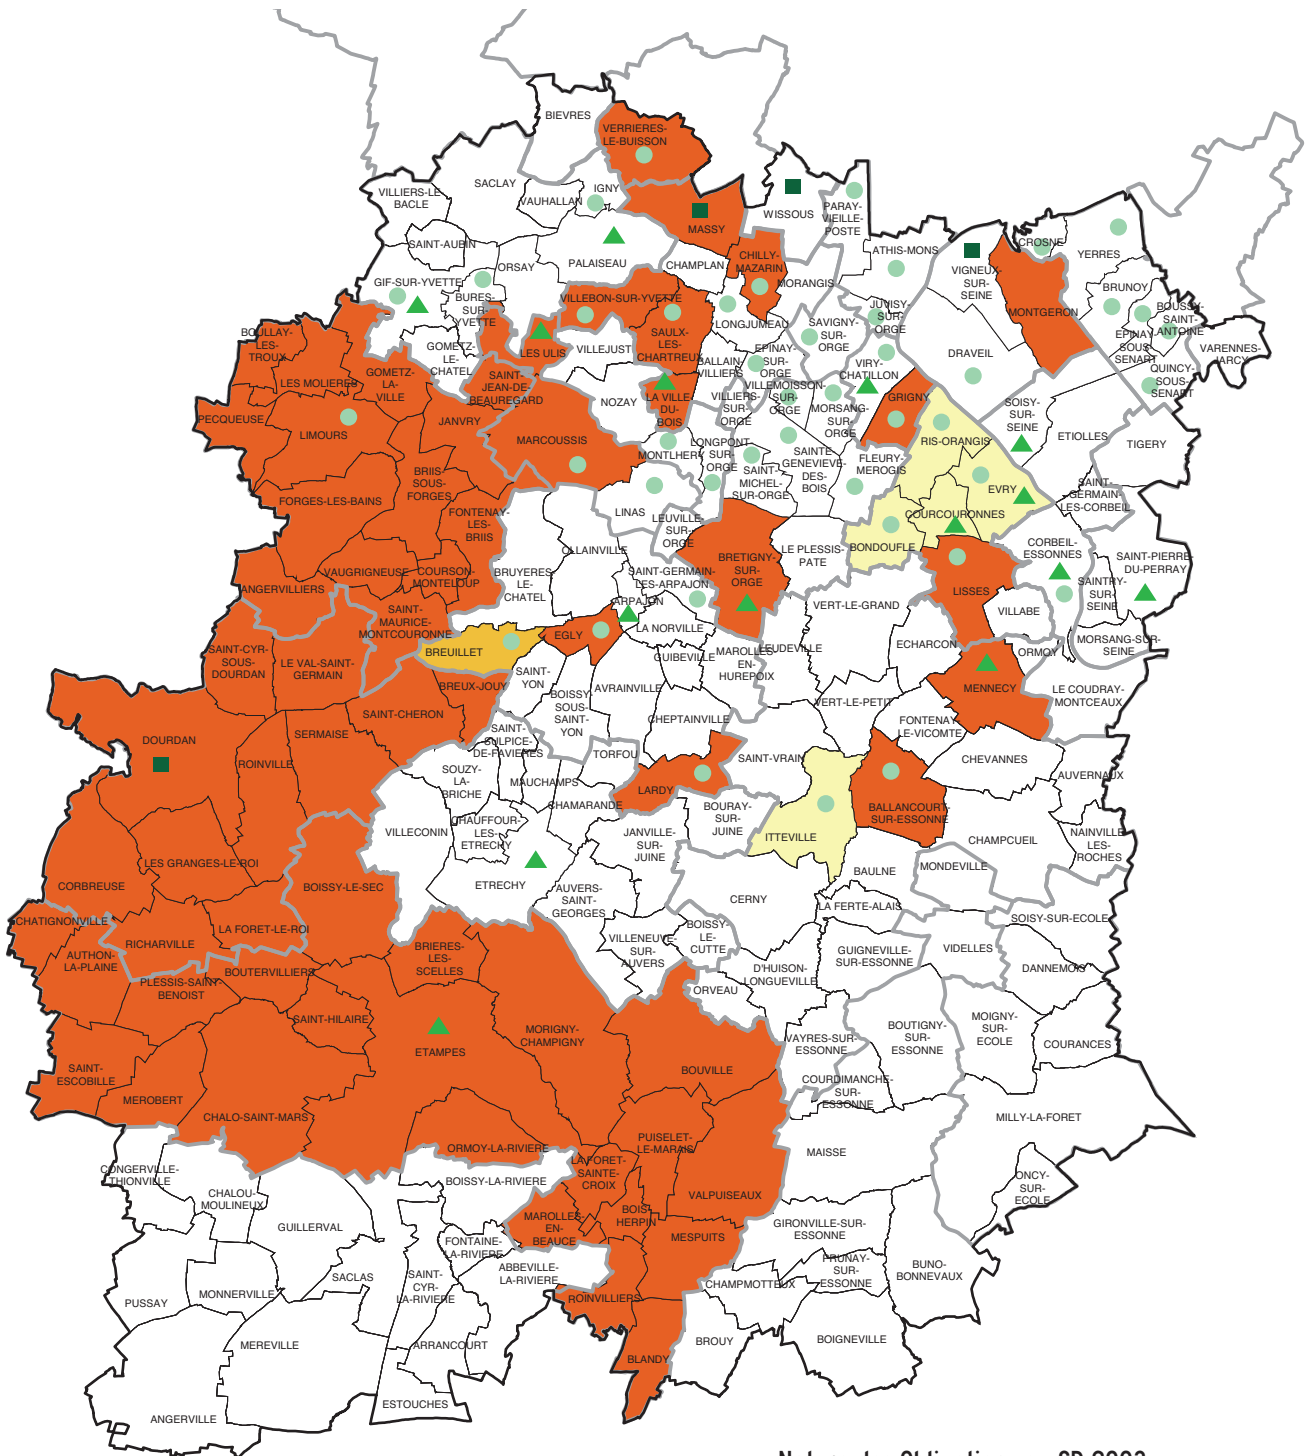 BIEVRES
VERRIERES-
LE-BUISSON
VILLIERS-LE
BACLE
SACLAY
VAUHALLAN
IGNY
MASSY
WISSOUS
PARAY-
VIEILLE-
POSTE
SAINT-AUBIN
ORSAY
PALAISEAU
CHAMPLAN
CHILLY-
MAZARIN
MORANGIS
ATHIS-MONS
VIGNEUX-
SUR-
SEINE
CROSNE
YERRES
BRUNOY
BOUSSY-
SAINT-
ANTOINE
EPINAY-
SOUS-
SENART
QUINCY-
SOUS-
SENART
VARENNES-
JARCY
MONTGERON
GIF-SUR-YVETTE
BURES-
SUR-
YVETTE
GOMETZ-
LE-
CHATEL
VILLEBON-SUR-YVETTE
SAULX-
LES-
CHARTREUX
LES ULIS
VILLEJUST
LONGJUMEAU
SAVIGNY-
SUR-
ORGE
JUVISY-
SUR-
ORGE
DRAVEIL
BOULLAY-
LES-
TROUX
LES MOLIERES
GOMETZ-
LA-
VILLE
SAINT-
JEAN-DE-
BEAUREGARD
NOZAY
LA VILLE-
DU-
BOIS
BALLAIN-
VILLIERS
EPINAY-
SUR-
ORGE
VILLIERS-
SUR-
ORGE
VILLEMOISSON-
SUR-
ORGE
MORSANG-
SUR-
ORGE
VIRY-
CHATILLON
GRIGNY
RIS-ORANGIS
SOISY-
SUR-
SEINE
ETIOLLES
TIGERY
PECQUEUSE
LIMOURS
JANVRY
MARCOUSSIS
MONTLHERY
LONGPONT-
SUR-
ORGE
SAINT-
MICHEL-
SUR-ORGE
SAINTE
GENEVIEVE-
DES-
BOIS
FLEURY-
MEROGIS
EVRY
COURCOURONNES
BONDOUFLE
SAINT-
GERMAIN-
LES-CORBEIL
BRIIS-
SOUS-
FORGES
FORGES-LES-BAINS
FONTENAY-
LES-
BRIIS
LINAS
LEUVILLE-
SUR-
ORGE
BRETIGNY-
SUR-
ORGE
LE PLESSIS-
PATE
CORBEIL-
ESSONNES
SAINT-PIERRE-
DU-PERRAY
SAINTRY-
SUR-
SEINE
ANGERVILLIERS
VAUGRIGNEUSE
COURSON-
MONTELOUP
BRUYERES-
LE-
CHATEL
OLLAINVILLE
SAINT-GERMAIN-
LES-ARPAJON
ARPAJON
LA NORVILLE
VERT-LE-GRAND
LISSES
VILLABE
MORSANG-SUR-
SEINE
SAINT-
MAURICE-
MONTCOURONNE
BREUILLET
EGLY
GUIBEVILLE
MAROLLES-
EN-
HUREPOIX
LEUDEVILLE
ECHARCON
ORMOY
SAINT-CYR-
SOUS-
DOURDAN
LE VAL-SAINT-
GERMAIN
BREUX-JOUY
SAINT-
YON
BOISSY-
SOUS-
SAINT-
YON
AVRAINVILLE
CHEPTAINVILLE
VERT-LE-PETIT
MENNECY
LE COUDRAY-
MONTCEAUX
SAINT-CHERON
SERMAISE
SAINT-
SULPICE-
DE-FAVIERES
TORFOU
LARDY
SAINT-VRAIN
FONTENAY
LE-VICOMTE
CHEVANNES
AUVERNAUX
DOURDAN
ROINVILLE
SOUZY-
LA-
BRICHE
MAUCHAMPS
CHAMARANDE
BOURAY-
SUR-
JUINE
ITTEVILLE
BALLANCOURT-
SUR-ESSONNE
CHAMPCUEIL
NAINVILLE-
LES-
ROCHES
VILLECONIN
CHAUFFOUR-
LES-
ETRECHY
JANVILLE-
SUR-
JUINE
LES GRANGES-LE-ROI
CORBREUSE
BOISSY-LE-SEC
ETRECHY
AUVERS-
SAINT-
GEORGES
CERNY
BAULNE
MONDEVILLE
LA FERTE-ALAIS
SOISY-SUR-ECOLE
CHATIGNONVILLE
LA FORET-LE-ROI
RICHARVILLE
AUTHON-
LA-PLAINE
BRIERES-
LES-
SCELLES
VILLENEUVE-
SUR-
AUVERS
BOISSY-
LE-
CUTTE
GUIGNEVILLE-
SUR-ESSONNE
VIDELLES
DANNEMOIS
BOUTERVILLIERS
PLESSIS-SAINT-
BENOIST
D'HUISON-
LONGUEVILLE
ORVEAU
SAINT-HILAIRE
ETAMPES
MORIGNY-
CHAMPIGNY
VAYRES-SUR-
ESSONNE
BOUTIGNY-
SUR-
ESSONNE
MOIGNY-
SUR-
ECOLE
COURANCES
SAINT-
ESCOBILLE
MEROBERT
BOUVILLE
COURDIMANCHE-
SUR-
ESSONNE
CHALO-SAINT-MARS
MILLY-LA-FORET
ORMOY-LA-RIVIERE
PUISELET-
LE-MARAIS
MAISSE
CONGERVILLE-
THIONVILLE
CHALOU-
MOULINEUX
BOISSY-LA-RIVIERE
LA-FORET-
SAINTE-
CROIX
VALPUISEAUX
ONCY-
SUR-
ECOLE
GUILLERVAL
MAROLLES-
EN-
BEAUCE
BOIS-
HERPIN
MESPUITS
GIRONVILLE-SUR-
ESSONNE
FONTAINE-
LA-RIVIERE
ABBEVILLE-
LA-RIVIERE
PRUNAY-
SUR-
ESSONNE
BUNO-
BONNEVAUX
PUSSAY
MONNERVILLE
SACLAS
SAINT-
CYR-
LA-RIVIERE
ROINVILLIERS
CHAMPMOTTEUX
MEREVILLE
ARRANCOURT
BLANDY
BROUY
BOIGNEVILLE
ANGERVILLE
ESTOUCHES